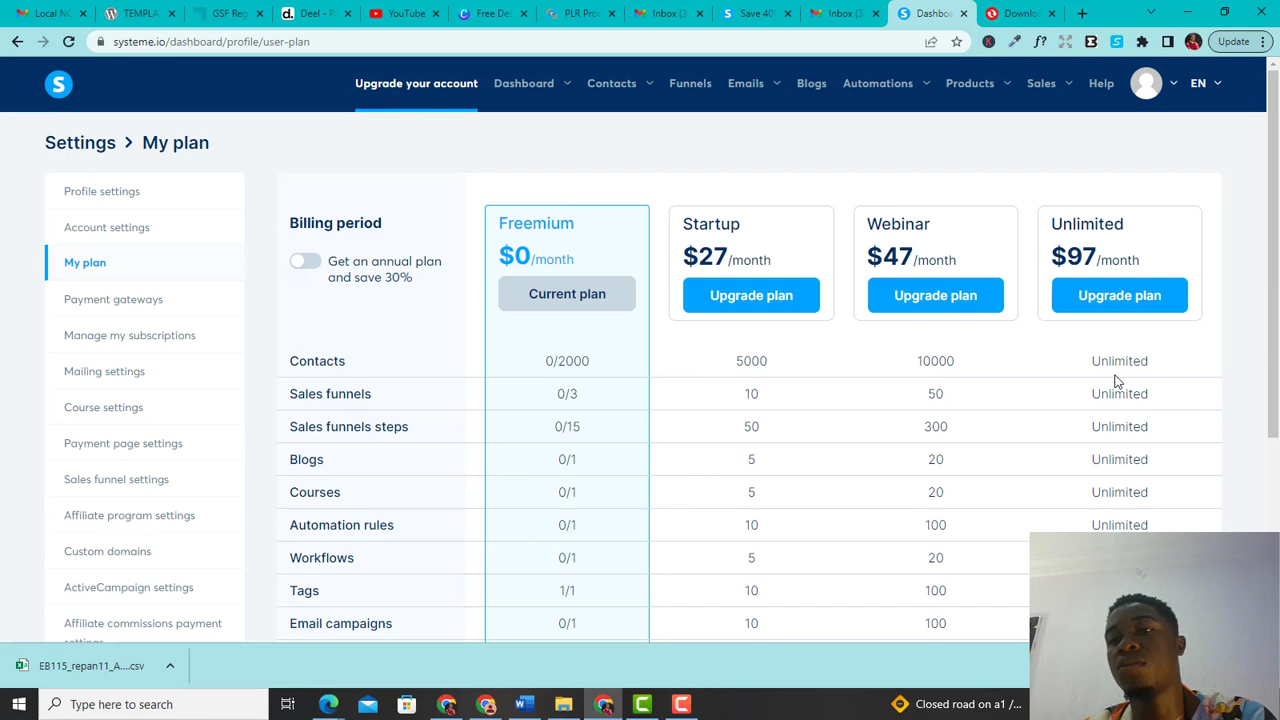 Local NC
TEMPLA
GSF Reg
Deel - Pa
YouTube
Free De
PLR Pro
Inbox (3
Save 40%
Inbox (3
Dashbo
Downlo
systeme.io/dashboard/profile/user-plan
Update
Upgrade your account
Dashboard
Contacts
Funnels
Emails
Blogs
Automations
Products
Sales
Help
EN
Settings > My plan
Profile settings
Account settings
My plan
Payment gateways
Manage my subscriptions
Mailing settings
Course settings
Payment page settings
Sales funnel settings
Affiliate program settings
Custom domains
ActiveCampaign settings
Affiliate commissions payment
Billing period
Get an annual plan
and save 30%
Freemium
$0/month
Current plan
Startup
$27/month
Upgrade plan
Webinar
$47/month
Upgrade plan
Unlimited
$97/month
Upgrade plan
Contacts 0/2000 5000 10000 Unlimited
Sales funnels 0/3 10 50 Unlimited
Sales funnels steps 0/15 50 300 Unlimited
Blogs 0/1 5 20 Unlimited
Courses 0/1 5 20 Unlimited
Automation rules 0/1 10 100 Unlimited
Workflows 0/1 5 20
Tags 1/1 10 100
Email campaigns 0/1 10 100
EB115_repan11_A....csv
Type here to search
Closed road on a1 /...